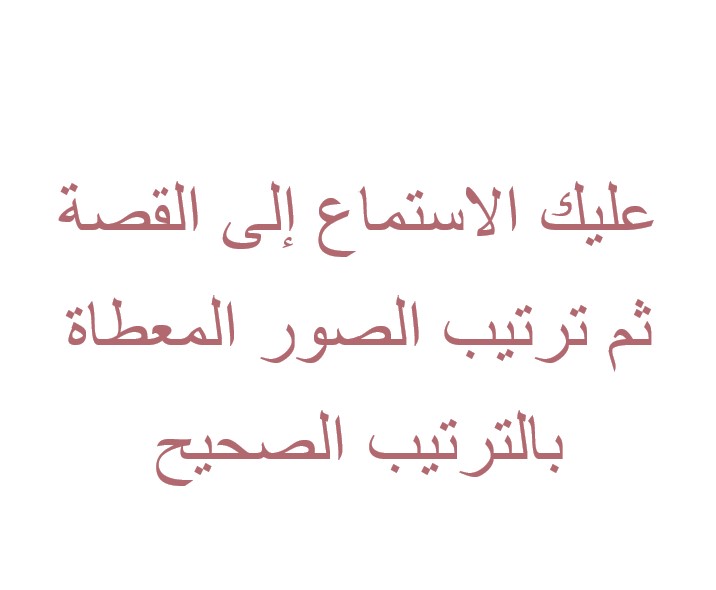 عليك الاستماع إلى القصة
ثم ترتيب الصور المعطاة
بالترتيب الصحيح